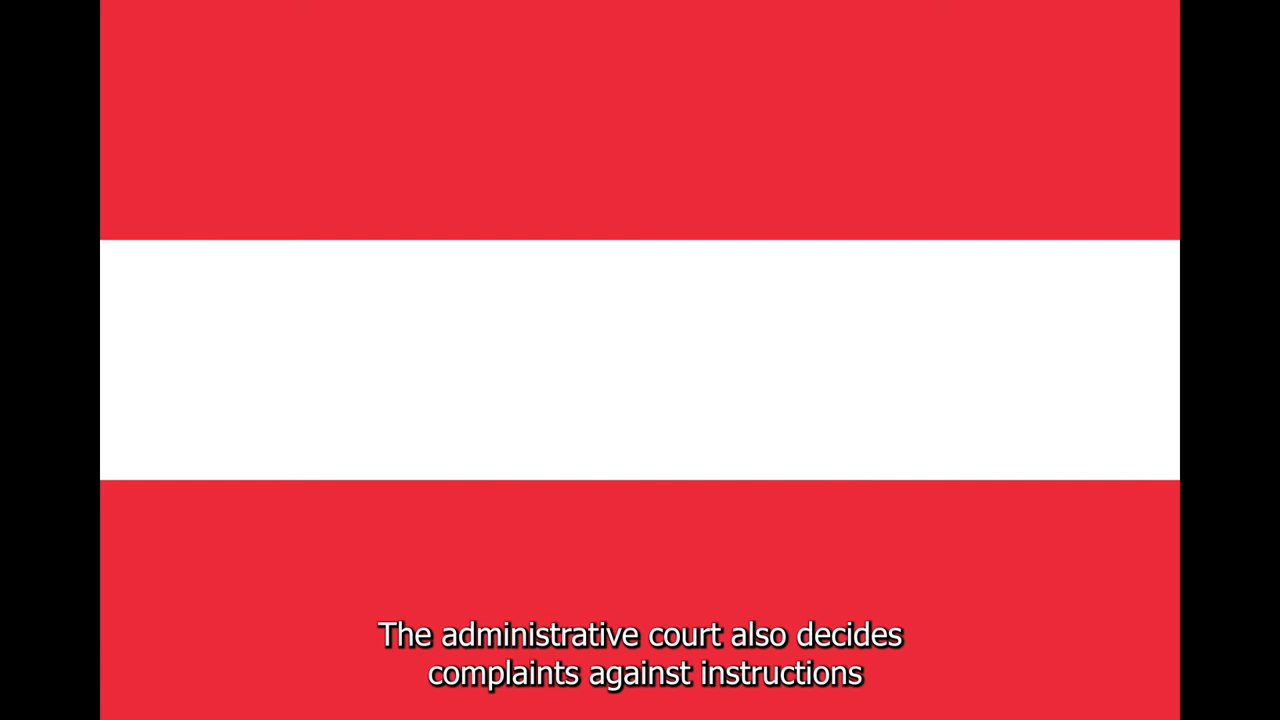 The administrative court also decides
complaints against instructions